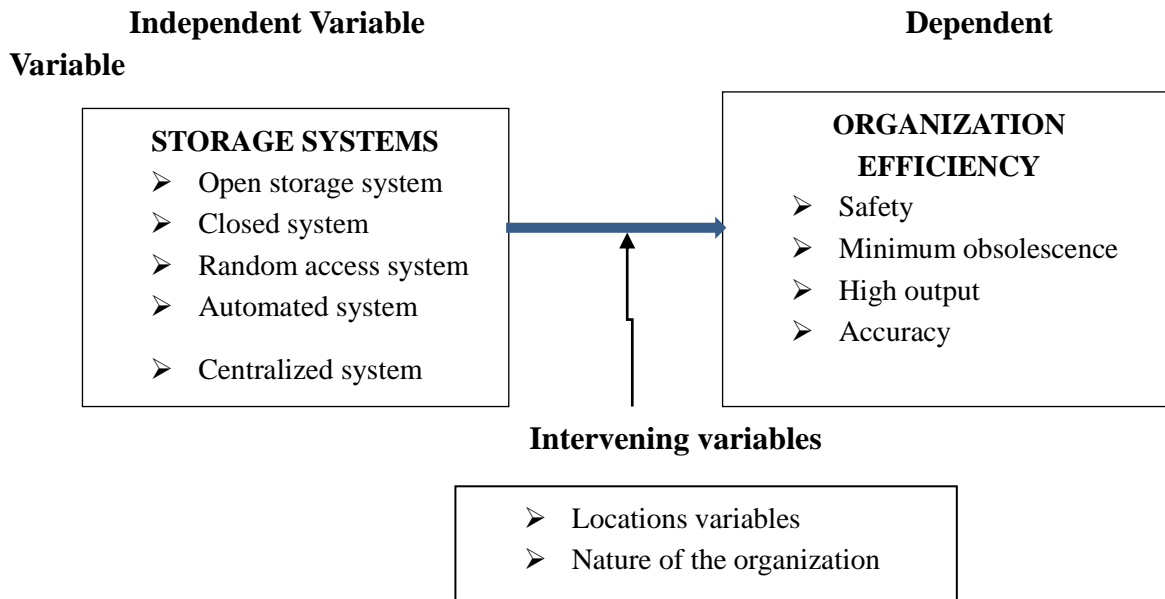 Independent Variable Dependent
Variable
STORAGE SYSTEMS
➢ Open storage system
➢ Closed system
➢ Random access system
➢ Automated system
➢ Centralized system
ORGANIZATION
EFFICIENCY
➢ Safety
➢ Minimum obsolescence
➢ High output
➢ Accuracy
Intervening variables
➢ Locations variables
➢ Nature of the organization